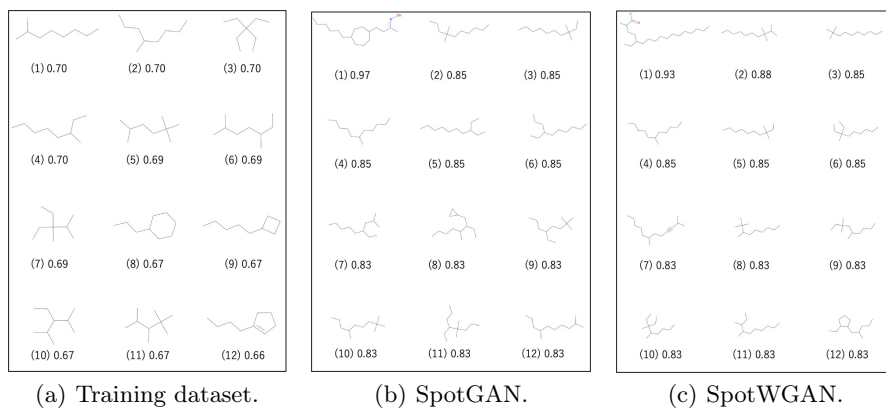 (1) 0.70 (2) 0.70 (3) 0.70
(4) 0.70 (5) 0.69 (6) 0.69
(7) 0.69 (8) 0.67 (9) 0.67
(10) 0.67 (11) 0.67 (12) 0.66
(a) Training dataset.
(1) 0.97 (2) 0.85 (3) 0.85
(4) 0.85 (5) 0.85 (6) 0.85
(7) 0.83 (8) 0.83 (9) 0.83
(10) 0.83 (11) 0.83 (12) 0.83
(b) SpotGAN.
(1) 0.93 (2) 0.88 (3) 0.85
(4) 0.85 (5) 0.85 (6) 0.85
(7) 0.83 (8) 0.83 (9) 0.83
(10) 0.83 (11) 0.83 (12) 0.83
(c) SpotWGAN.